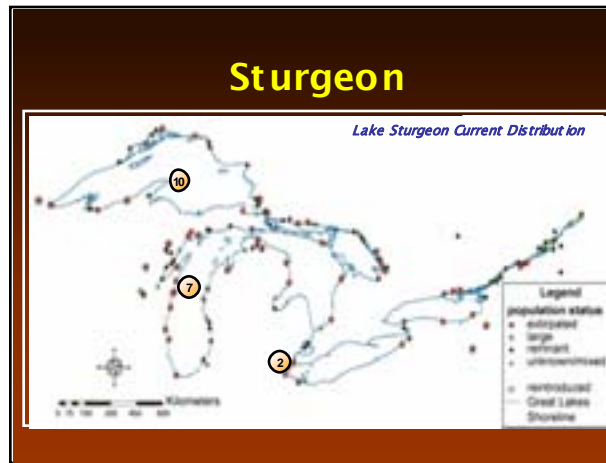 Sturgeon
Lake Sturgeon Current Distribution
10
7
2
Legend
population status
extirpated
large
remnant
unknown/mixed
reintroduced
Great Lakes
Shoreline
Kilometers